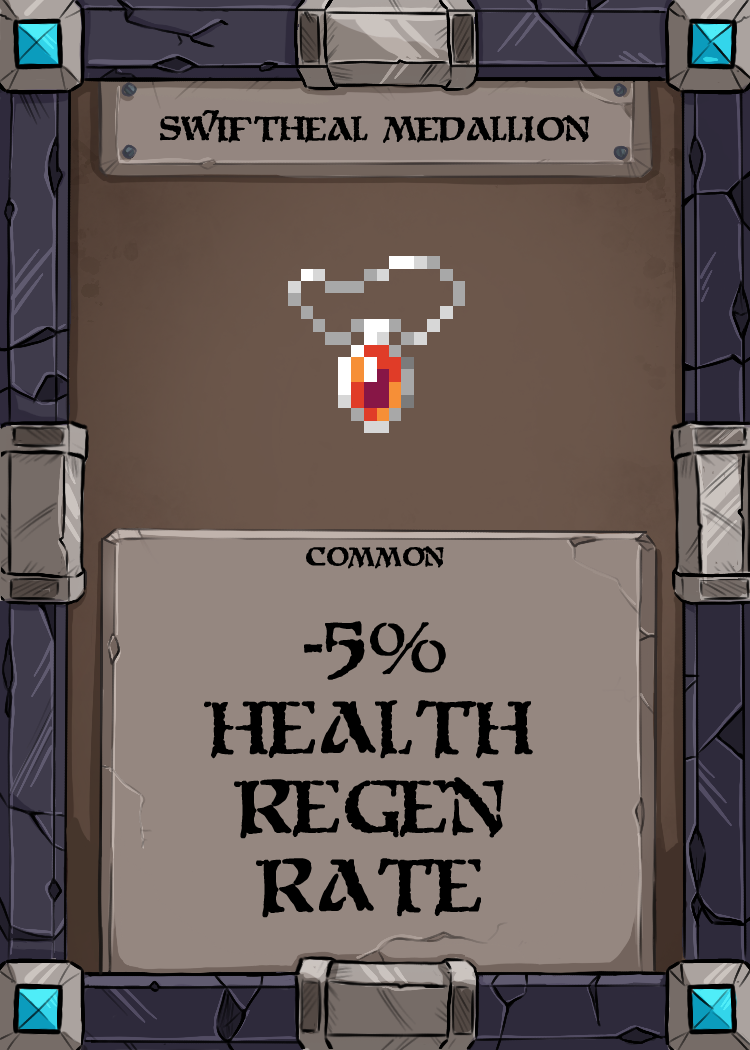 SWIFTHEAL MEDALLION
COMMON
-5%
HEALTH
REGEN
RATE